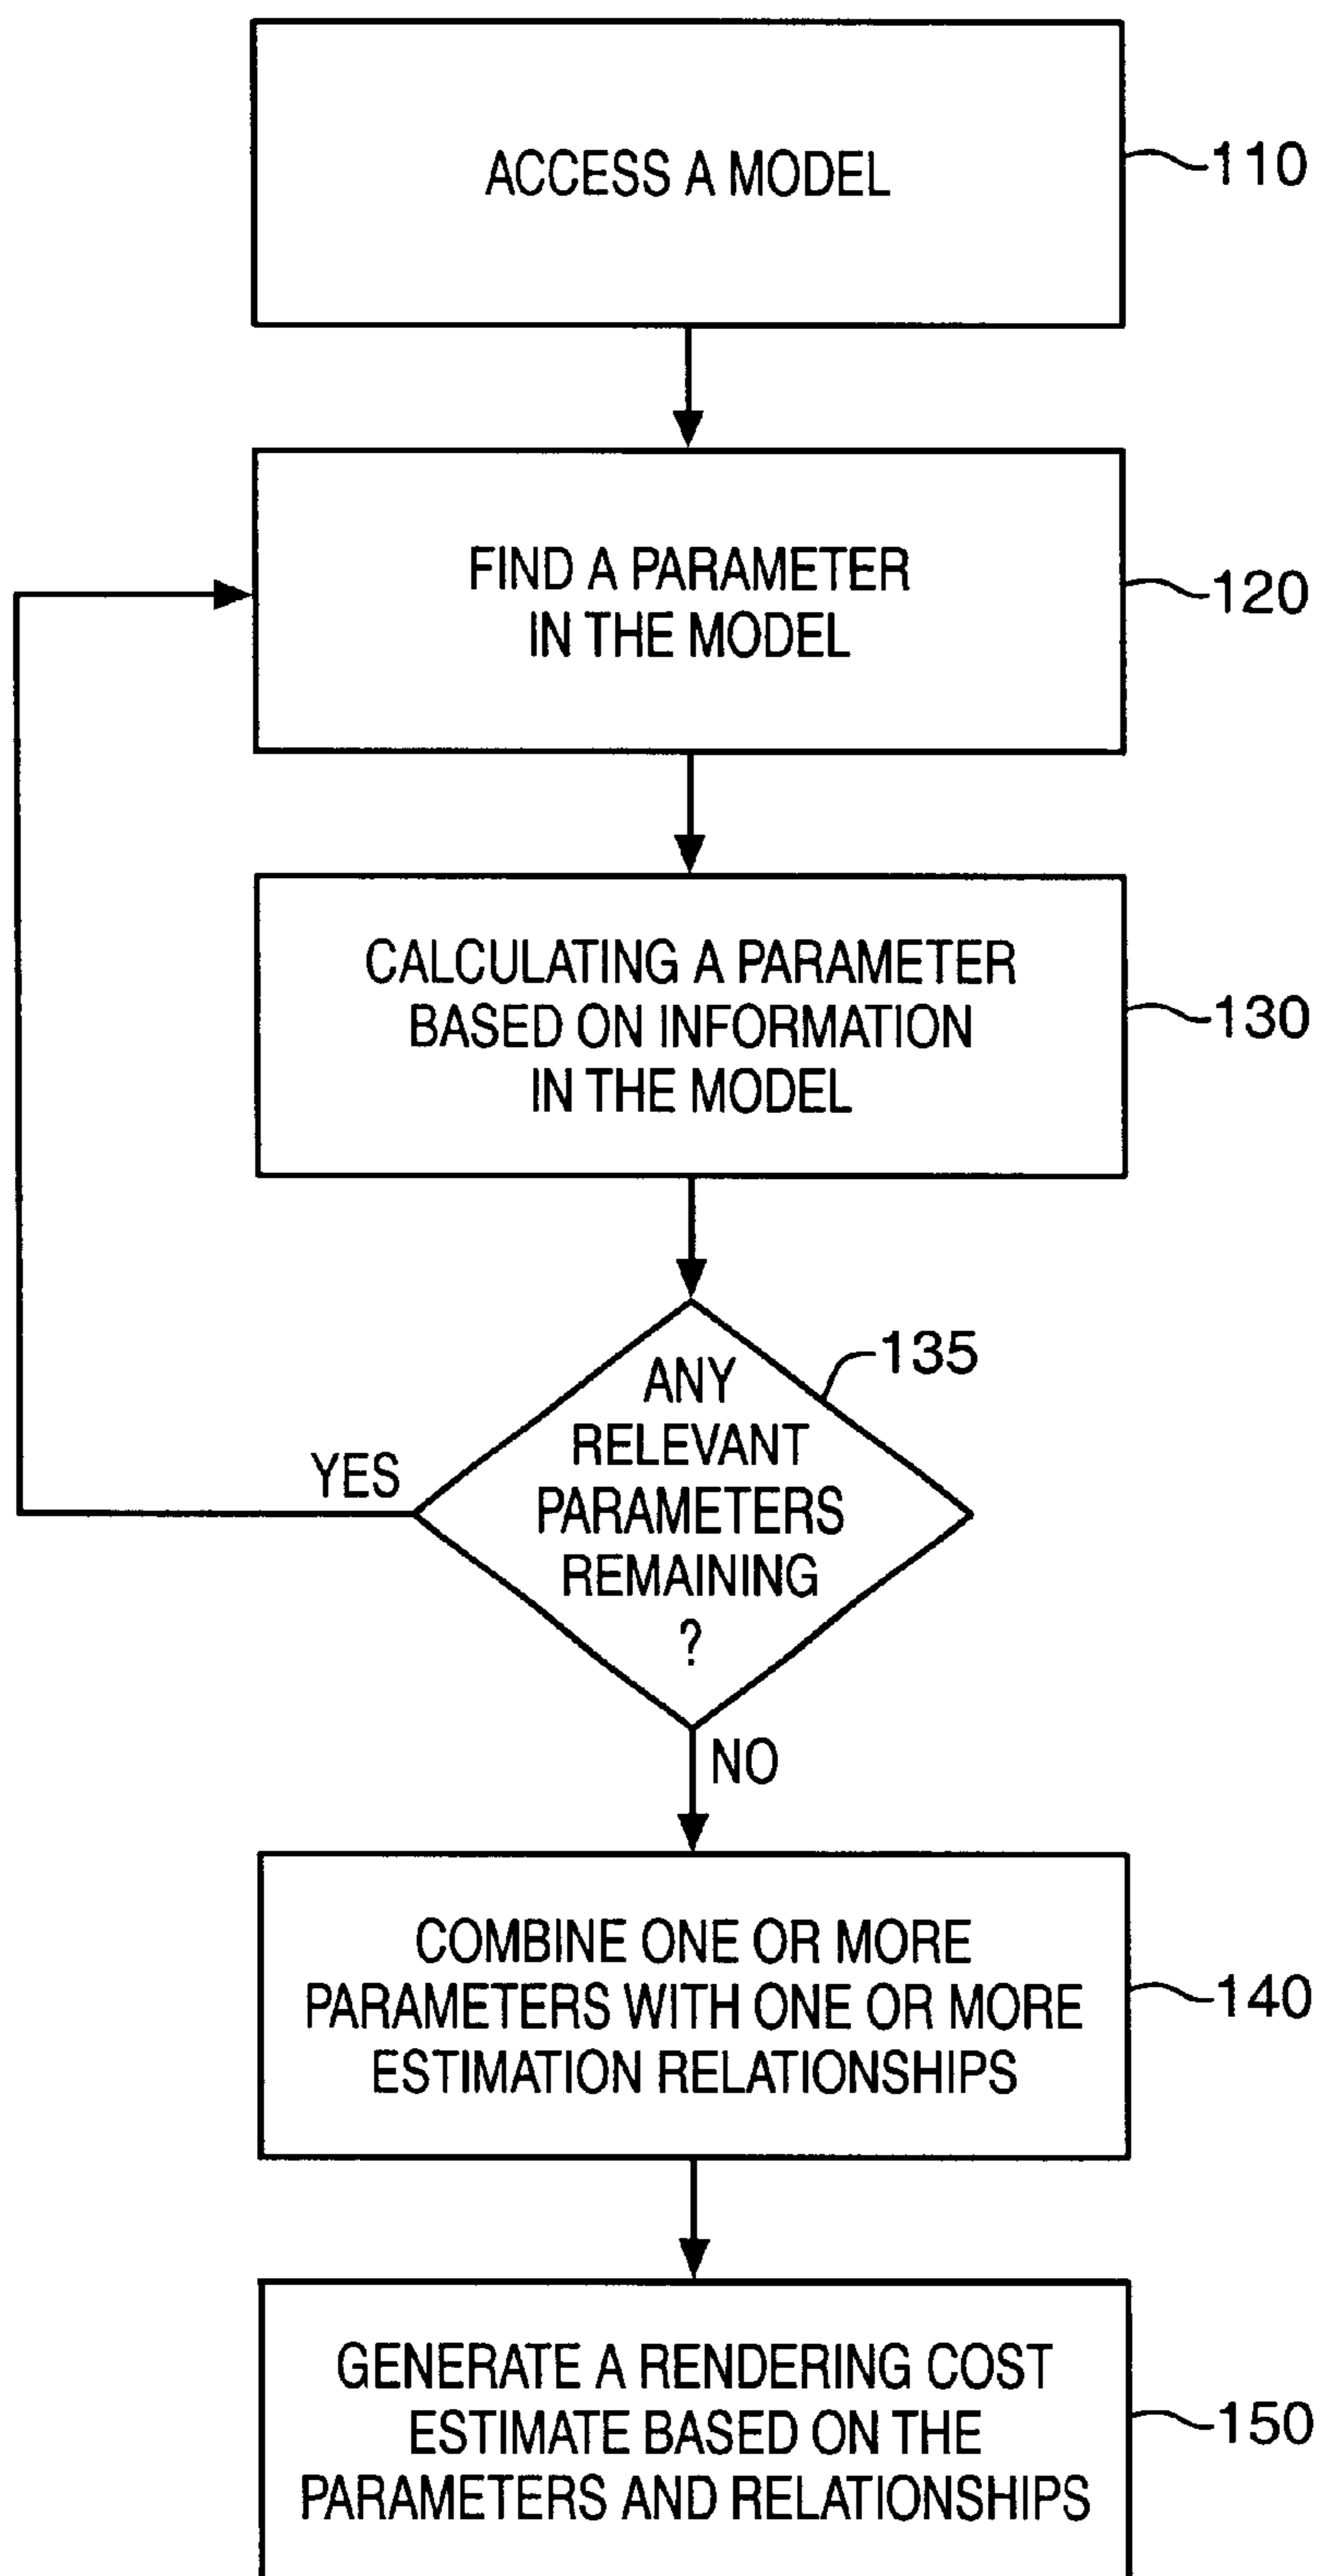 ACCESS A MODEL
110
FIND A PARAMETER
IN THE MODEL
120
CALCULATING A PARAMETER
BASED ON INFORMATION
IN THE MODEL
130
ANY
RELEVANT
PARAMETERS
REMAINING
?
135
YES
NO
COMBINE ONE OR MORE
PARAMETERS WITH ONE OR MORE
ESTIMATION RELATIONSHIPS
140
GENERATE A RENDERING COST
ESTIMATE BASED ON THE
PARAMETERS AND RELATIONSHIPS
150